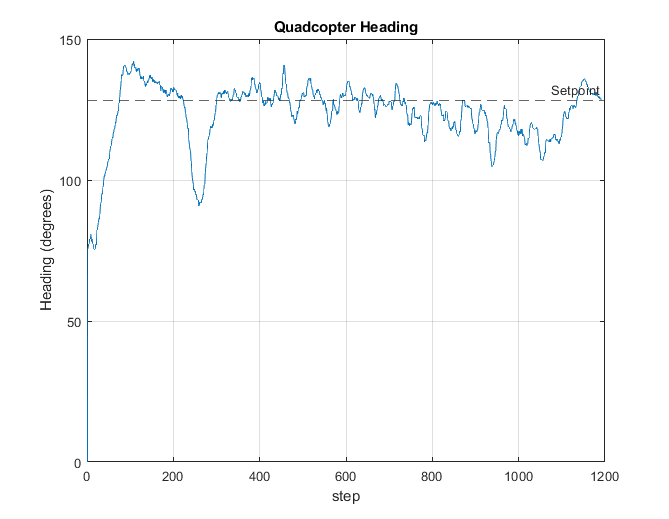 Quadcopter Heading
150
100
50
0
Heading (degrees)
Setpoint
0 200 400 600 800 1000 1200
step